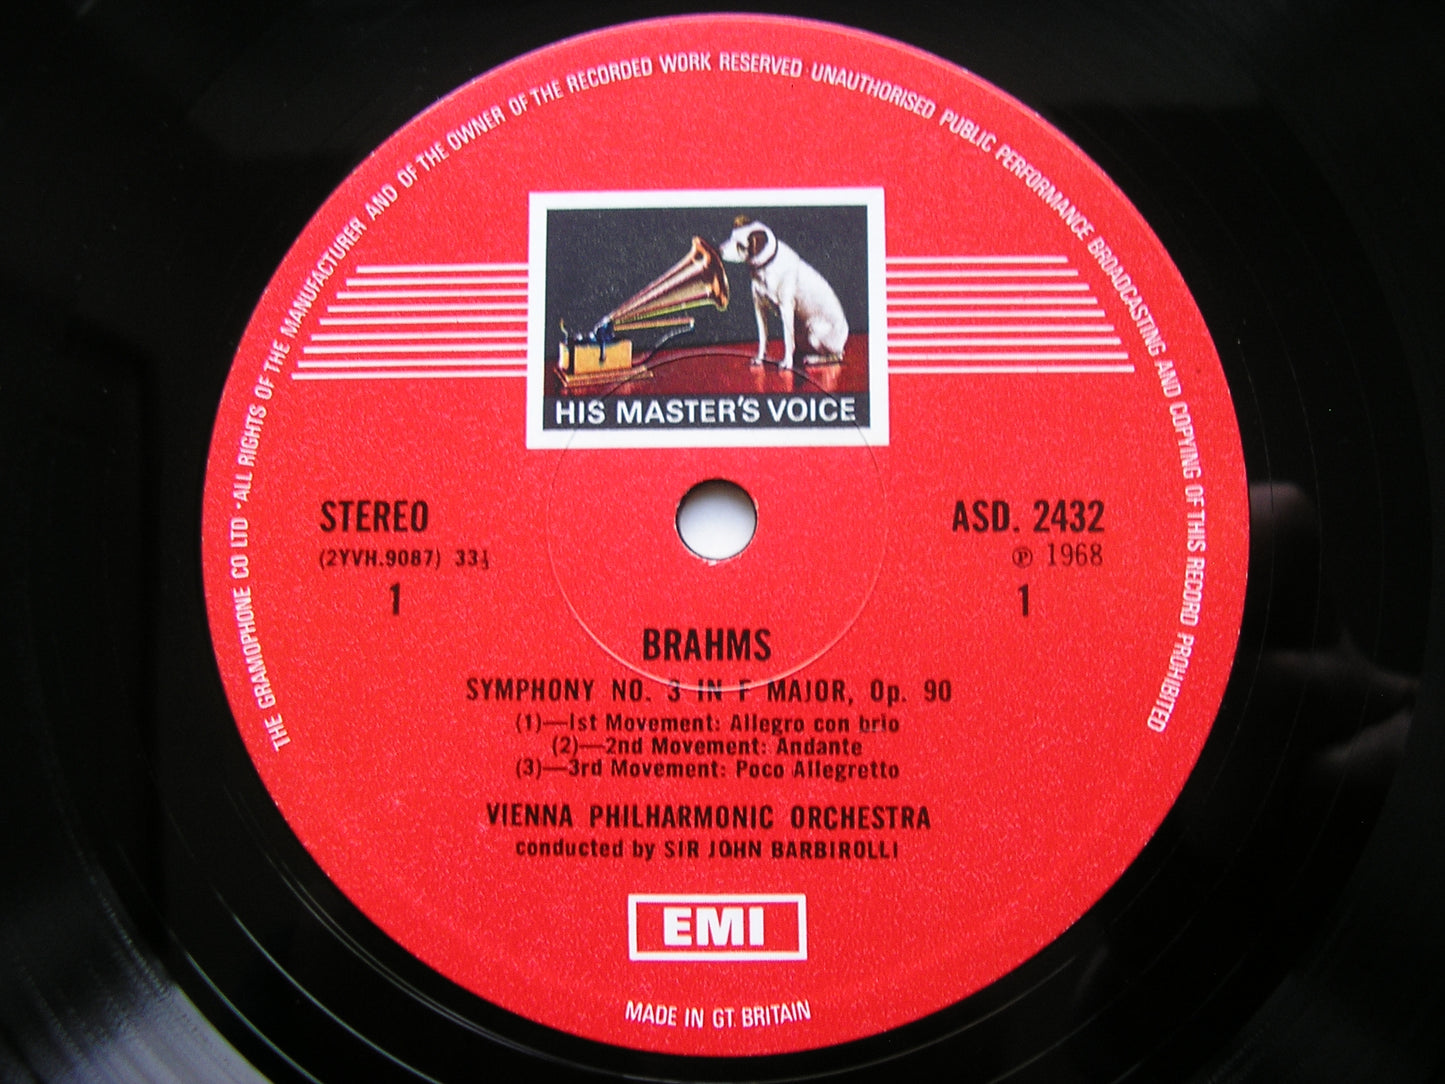 THE GRAMOPHONE CO LTD · ALL RIGHTS OF THE MANUFACTURER AND OF THE OWNER OF THE RECORDED WORK RESERVED · UNAUTHORISED PUBLIC PERFORMANCE BROADCASTING AND COPYING OF THIS RECORD PROHIBITED
HIS MASTER'S VOICE
STEREO
(2YVH.9087) 33⅓
1
ASD. 2432
℗ 1968
1
BRAHMS
SYMPHONY NO. 3 IN F MAJOR, Op. 90
(1)—1st Movement: Allegro con brio
(2)—2nd Movement: Andante
(3)—3rd Movement: Poco Allegretto
VIENNA PHILHARMONIC ORCHESTRA
conducted by SIR JOHN BARBIROLLI
EMI
MADE IN GT. BRITAIN